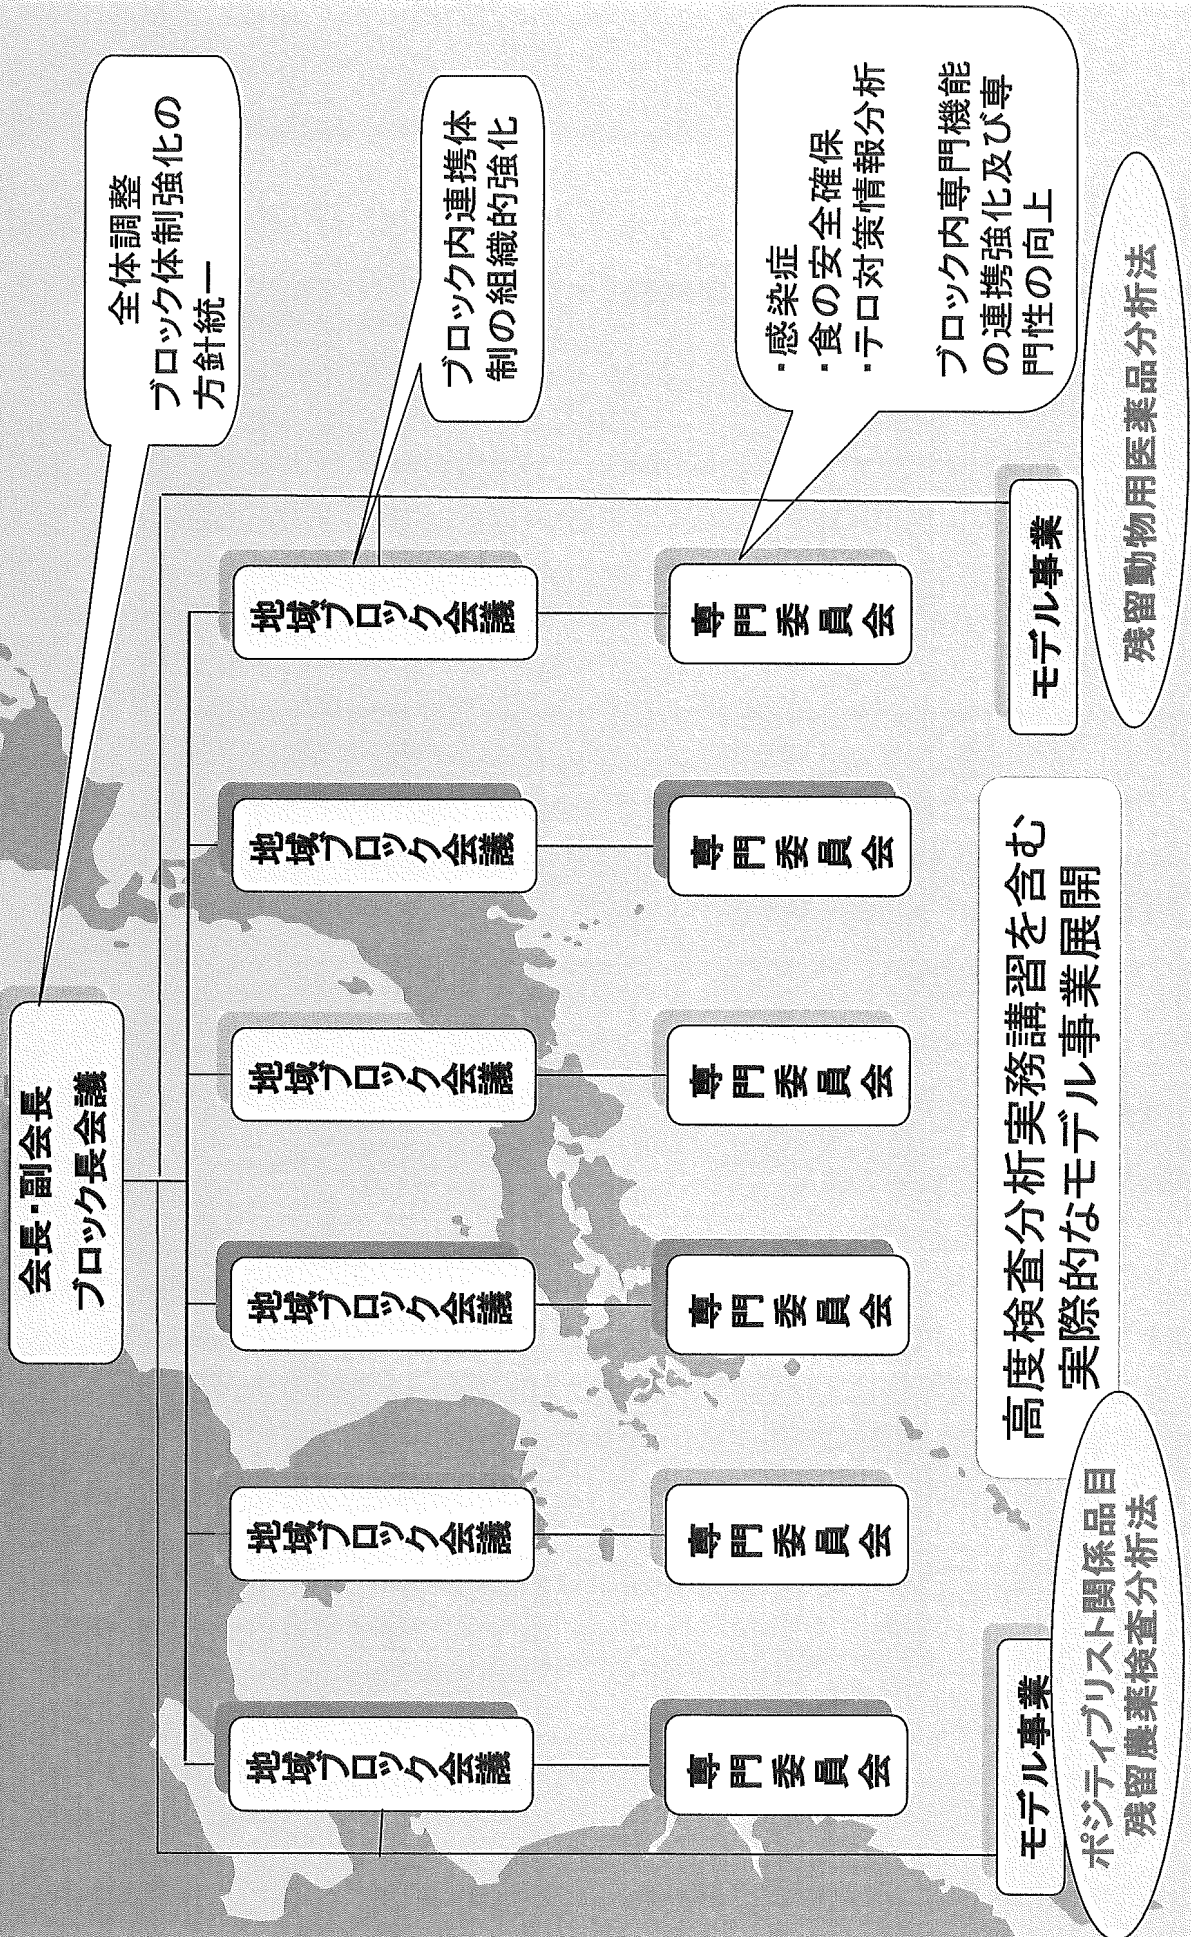 会長・副会長
ブロック長会議
全体調整
ブロック体制強化の
方針統一
地域ブロック会議
地域ブロック会議
地域ブロック会議
地域ブロック会議
地域ブロック会議
地域ブロック会議
ブロック内連携体
制の組織的強化
専門委員会
専門委員会
専門委員会
専門委員会
専門委員会
専門委員会
・感染症
・食の安全確保
・テロ対策情報分析
ブロック内専門機能
の連携強化及び専
門性の向上
モデル事業
ポジティブリスト関係品目
残留農薬検査分析法
高度検査分析実務講習を含む
実際的なモデル事業展開
モデル事業
残留動物用医薬品分析法